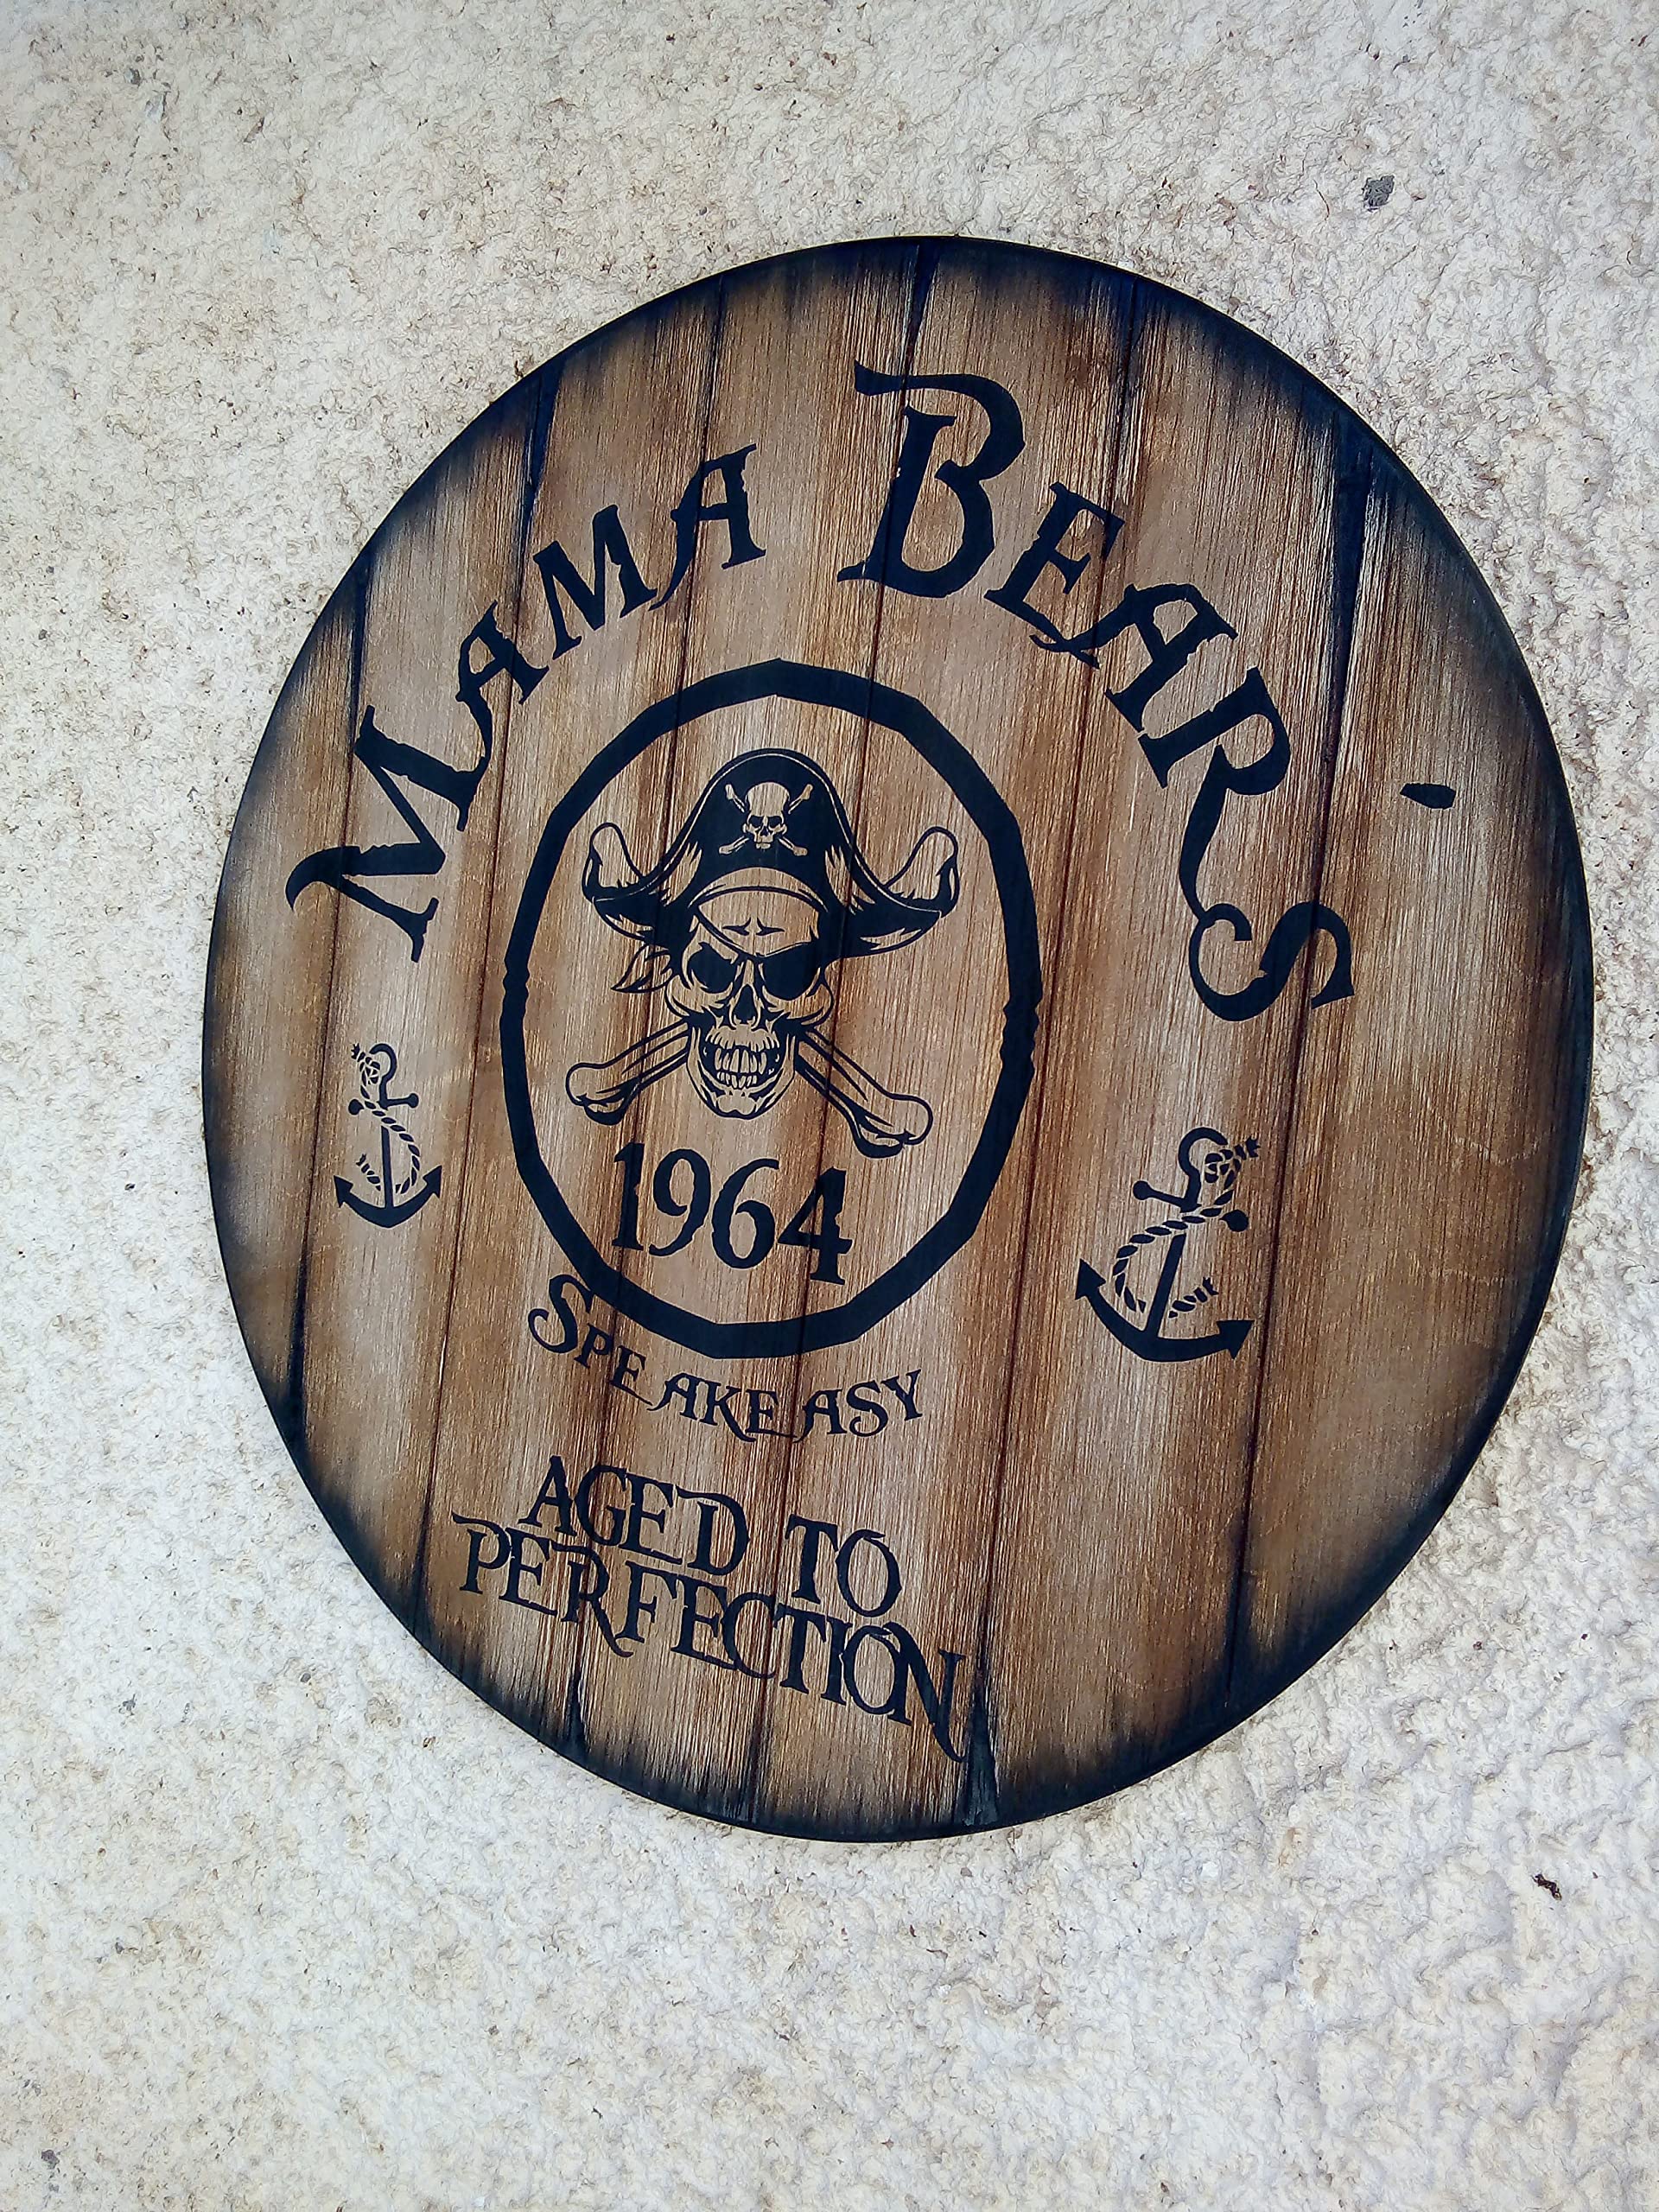 Mama Bear's
1964
Speakeasy
AGED TO
PERFECTION